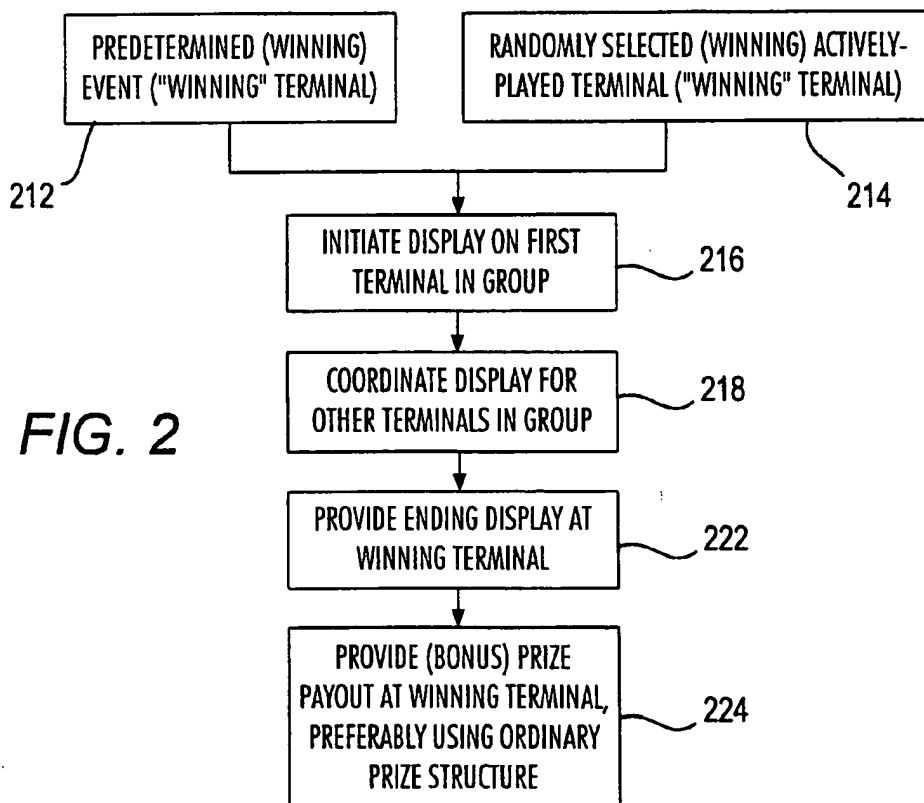 PREDETERMINED (WINNING)
EVENT ("WINNING" TERMINAL)
RANDOMLY SELECTED (WINNING) ACTIVELY-
PLAYED TERMINAL ("WINNING" TERMINAL)
212
214
INITIATE DISPLAY ON FIRST
TERMINAL IN GROUP
216
COORDINATE DISPLAY FOR
OTHER TERMINALS IN GROUP
218
FIG. 2
PROVIDE ENDING DISPLAY AT
WINNING TERMINAL
222
PROVIDE (BONUS) PRIZE
PAYOUT AT WINNING TERMINAL,
PREFERABLY USING ORDINARY
PRIZE STRUCTURE
224